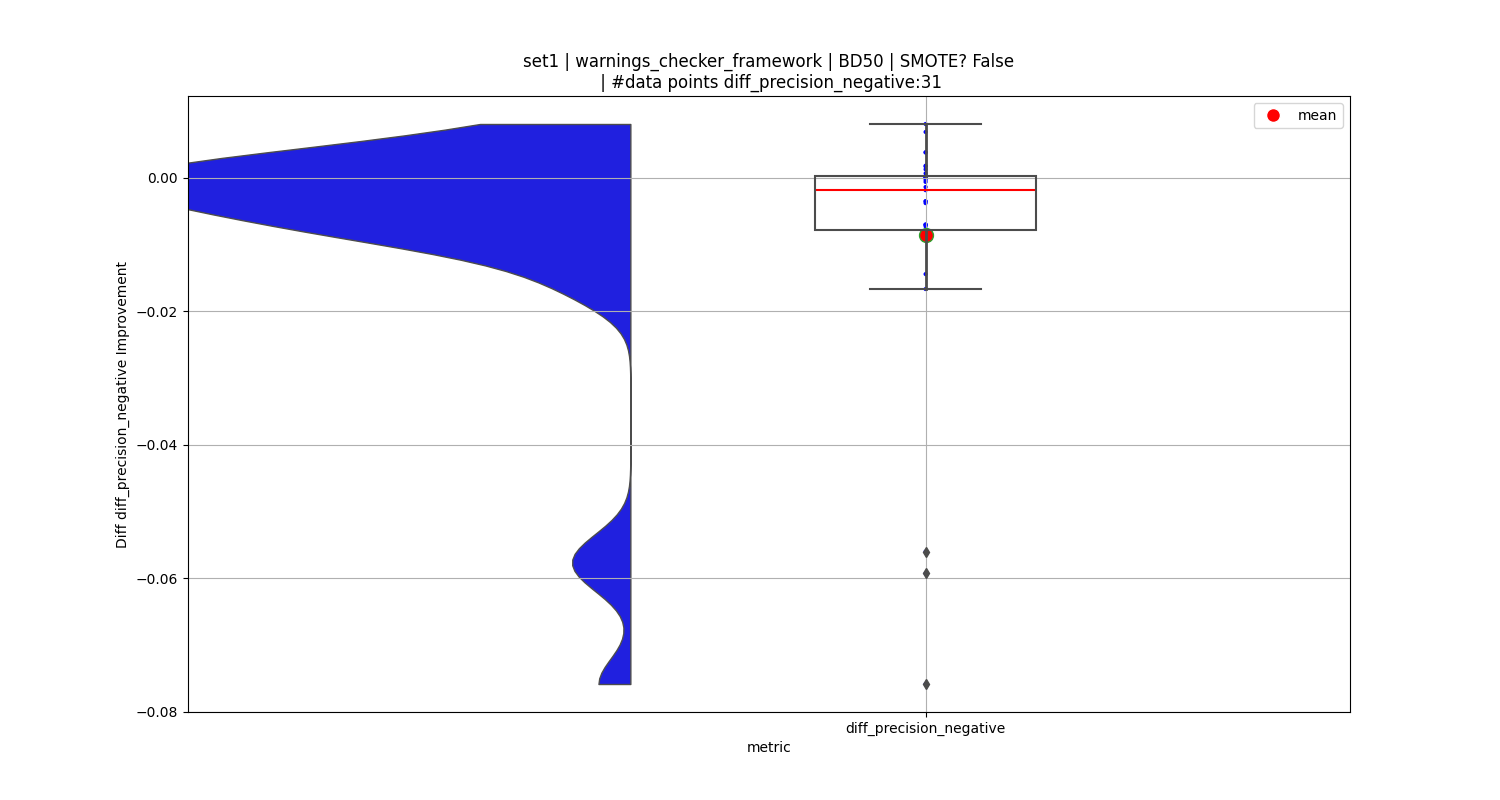 set1 | warnings_checker_framework | BD50 | SMOTE? False
| #data points diff_precision_negative:31
mean
0.00
−0.02
−0.04
−0.06
−0.08
Diff diff_precision_negative Improvement
diff_precision_negative
metric